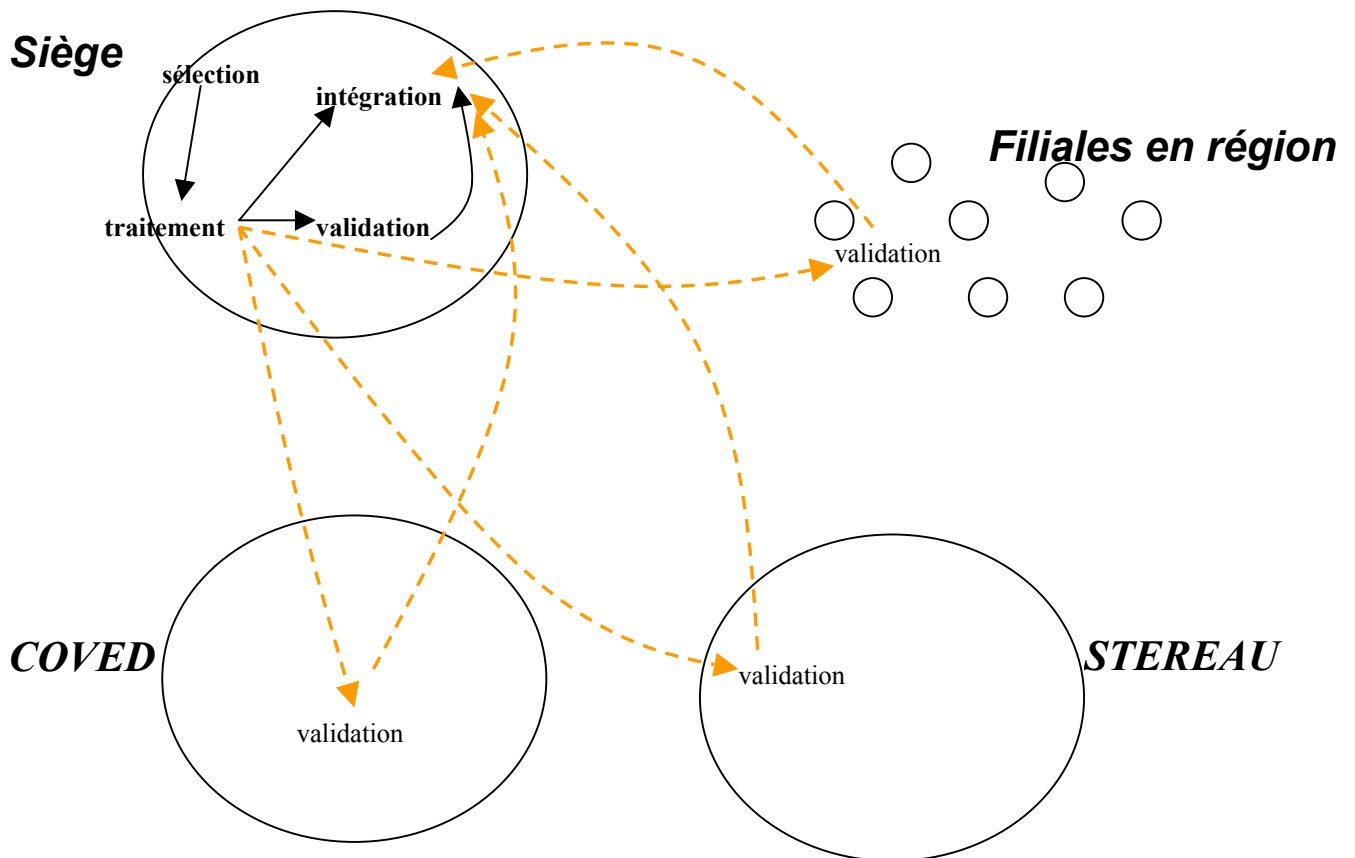 Siège
sélection
intégration
Filiales en région
traitement
validation
validation
COVED
STEREAU
validation
validation